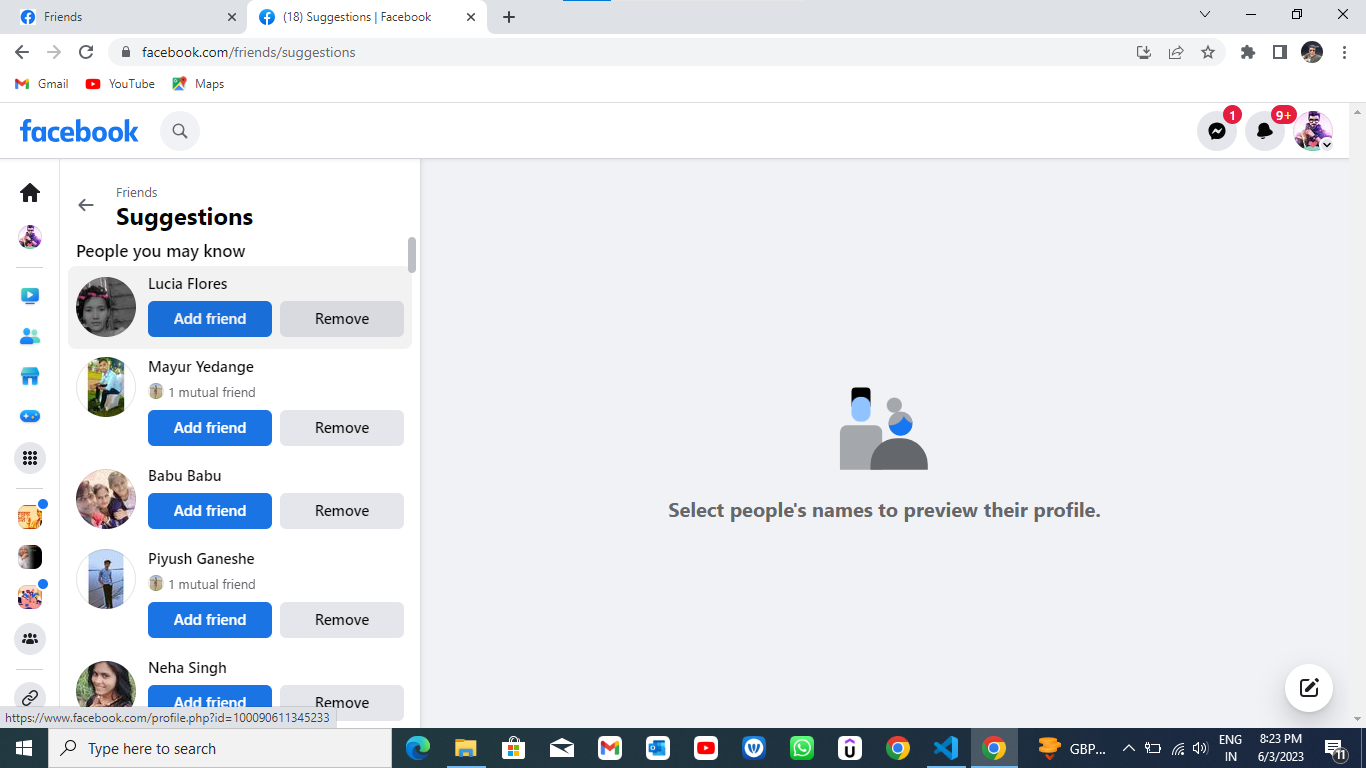 Friends
(18) Suggestions | Facebook
facebook.com/friends/suggestions
Gmail
YouTube
Maps
facebook
1
9+
Friends
Suggestions
People you may know
Lucia Flores
Add friend
Remove
Mayur Yedange
1 mutual friend
Add friend
Remove
Babu Babu
Add friend
Remove
Piyush Ganeshe
1 mutual friend
Add friend
Remove
Neha Singh
Add friend
Remove
Select people's names to preview their profile.
https://www.facebook.com/profile.php?id=100090611345233
Type here to search
GBP...
ENG
IN
8:23 PM
6/3/2023
11